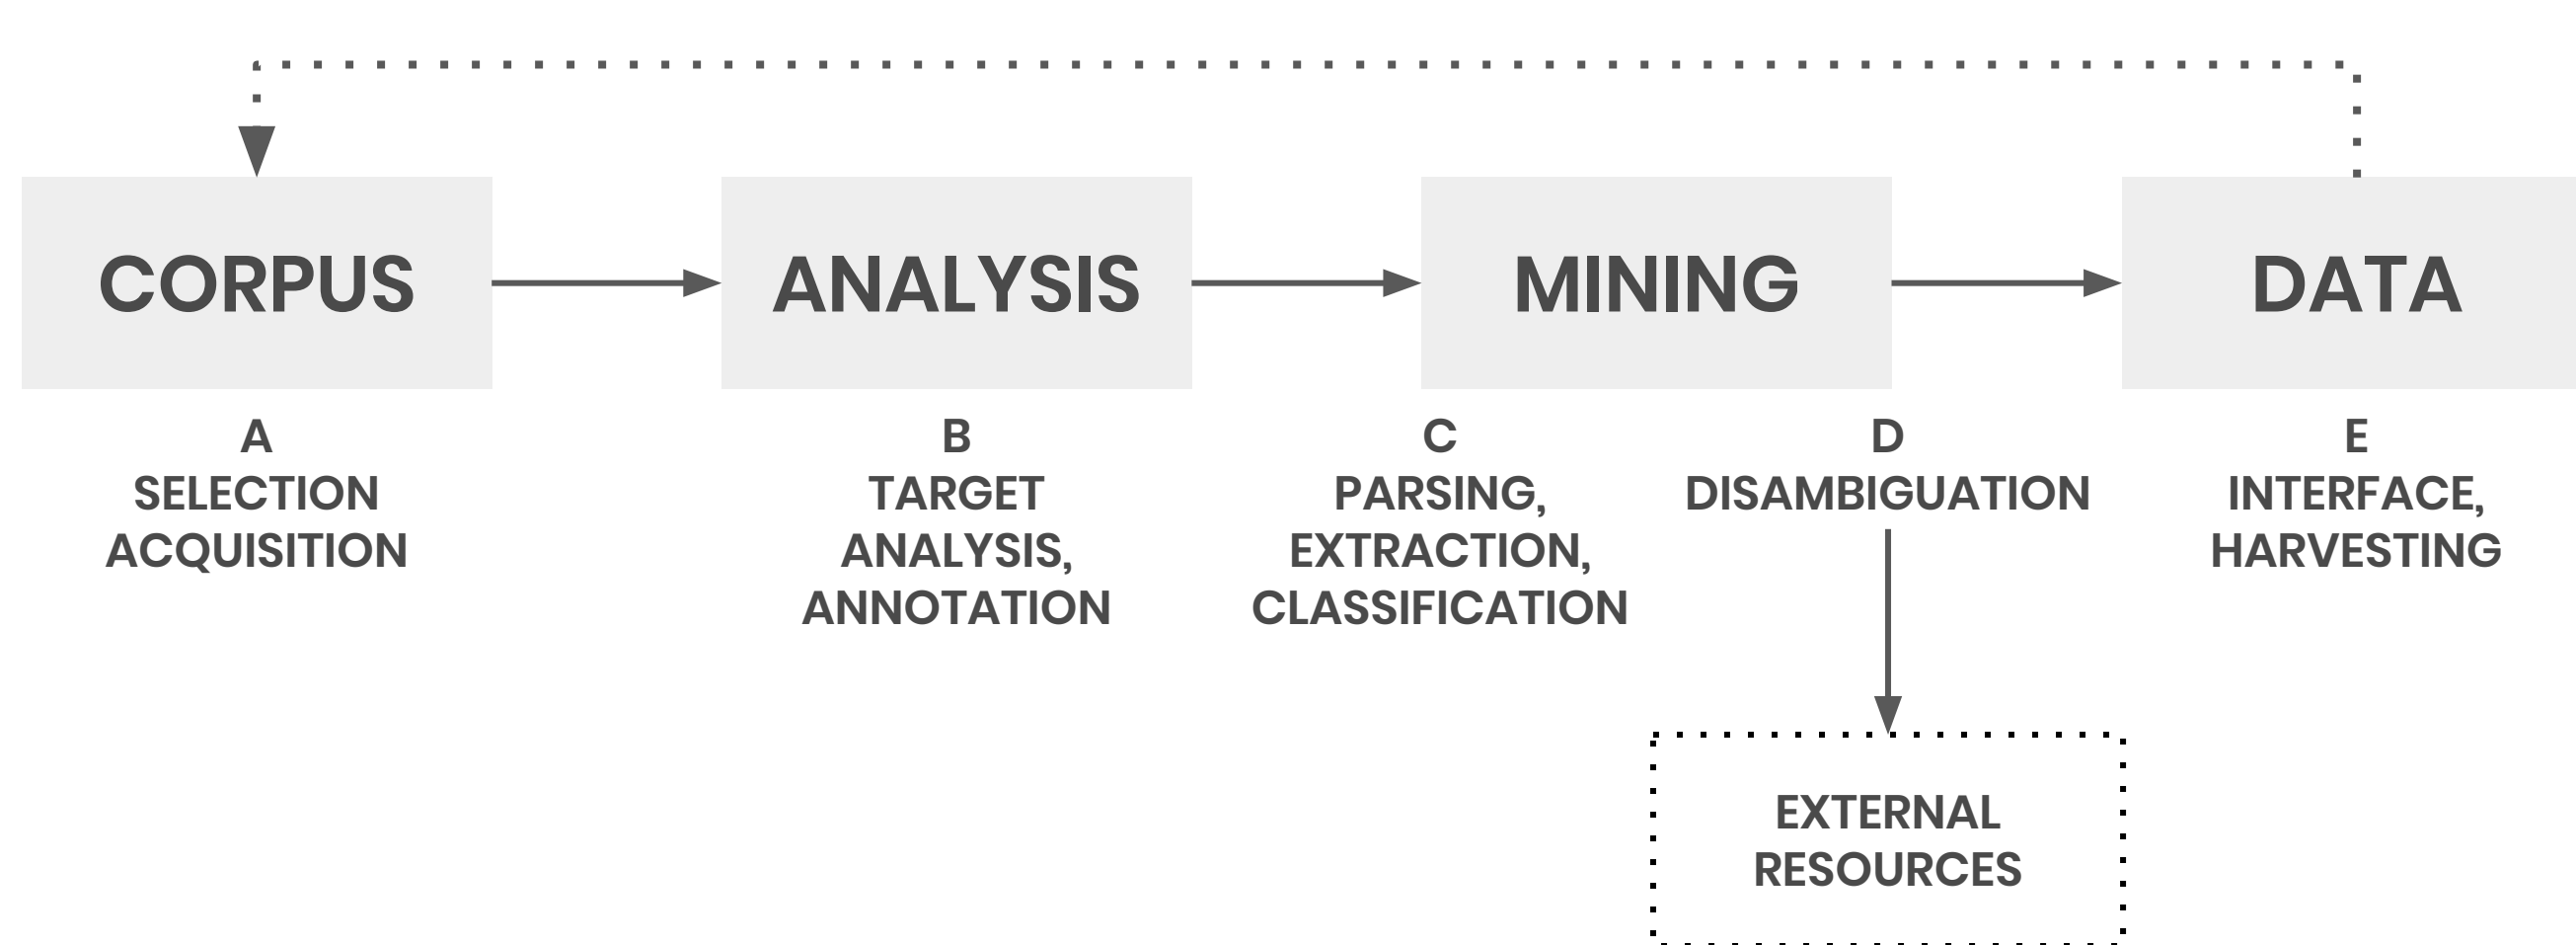 CORPUS
ANALYSIS
MINING
DATA
A
SELECTION
ACQUISITION
B
TARGET
ANALYSIS,
ANNOTATION
C
PARSING,
EXTRACTION,
CLASSIFICATION
D
DISAMBIGUATION
E
INTERFACE,
HARVESTING
EXTERNAL
RESOURCES